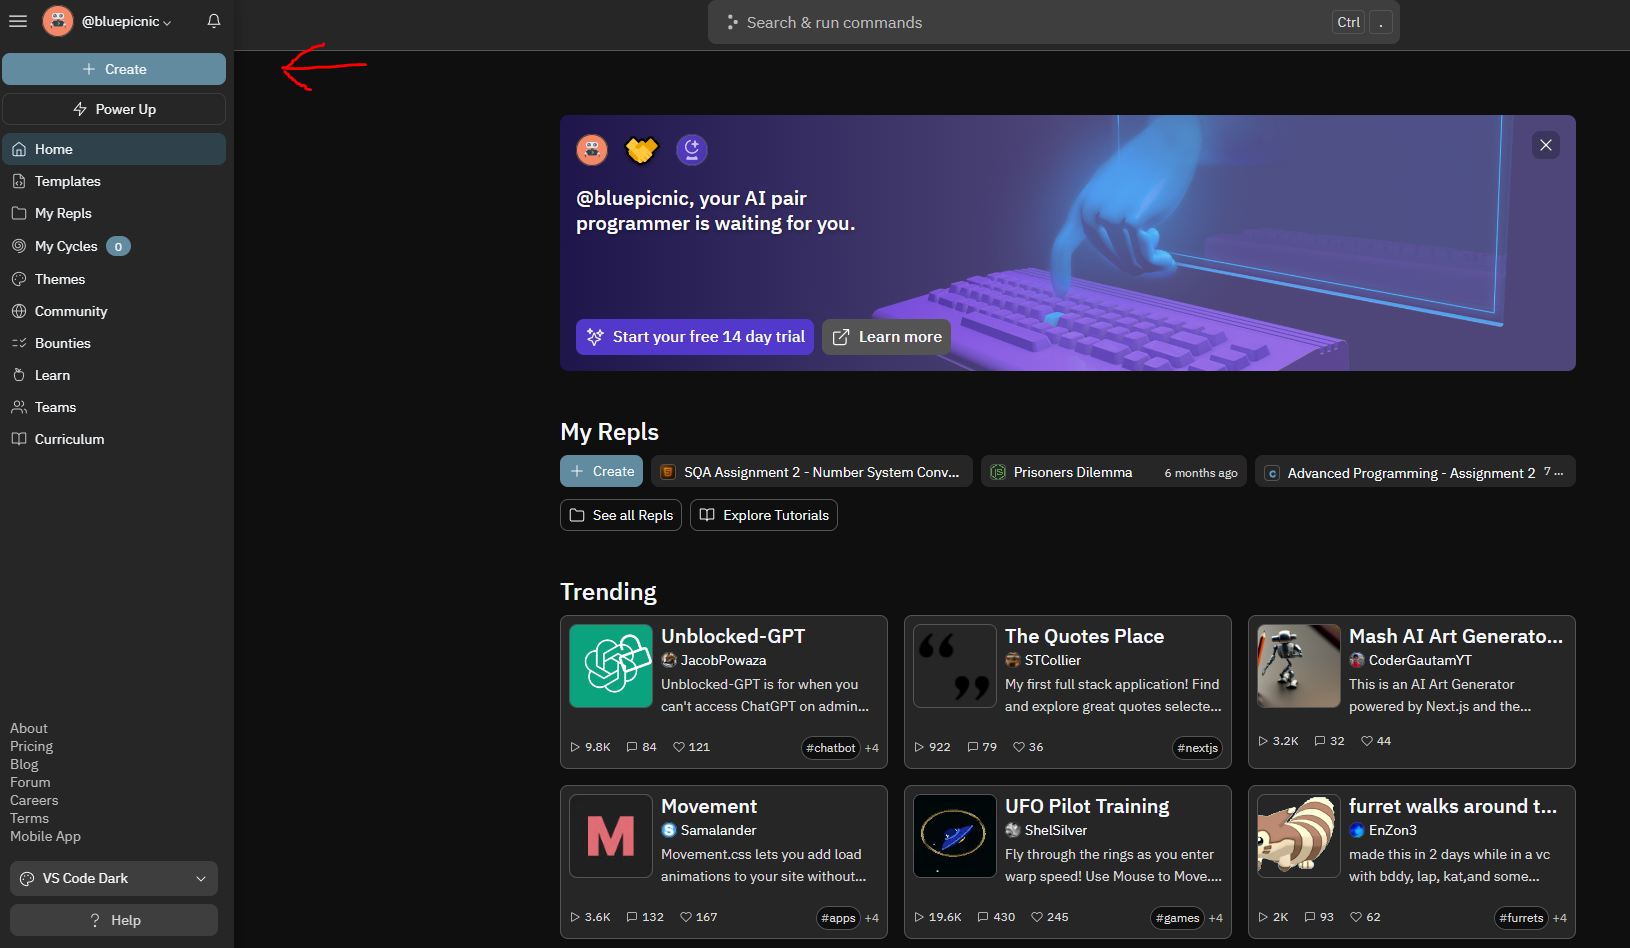 @bluepicnic
Search & run commands
Ctrl .
+ Create
Power Up
Home
Templates
My Repls
My Cycles 0
Themes
Community
Bounties
Learn
Teams
Curriculum
About
Pricing
Blog
Forum
Careers
Terms
Mobile App
VS Code Dark
? Help
@bluepicnic, your AI pair
programmer is waiting for you.
Start your free 14 day trial
Learn more
My Repls
+ Create
SQA Assignment 2 - Number System Conv...
Prisoners Dilemma 6 months ago
Advanced Programming - Assignment 2 7 ...
See all Repls
Explore Tutorials
Trending
Unblocked-GPT
JacobPowaza
Unblocked-GPT is for when you
can't access ChatGPT on admin...
9.8K 84 121 #chatbot +4
The Quotes Place
STCollier
My first full stack application! Find
and explore great quotes selecte...
922 79 36 #nextjs
Mash AI Art Generato...
CoderGautamYT
This is an AI Art Generator
powered by Next.js and the...
3.2K 32 44
M
Movement
Samalander
Movement.css lets you add load
animations to your site without...
3.6K 132 167 #apps +4
UFO Pilot Training
ShelSilver
Fly through the rings as you enter
warp speed! Use Mouse to Move....
19.6K 430 245 #games +4
furret walks around t...
EnZon3
made this in 2 days while in a vc
with bddy, lap, kat,and some...
2K 93 62 #furrets +4